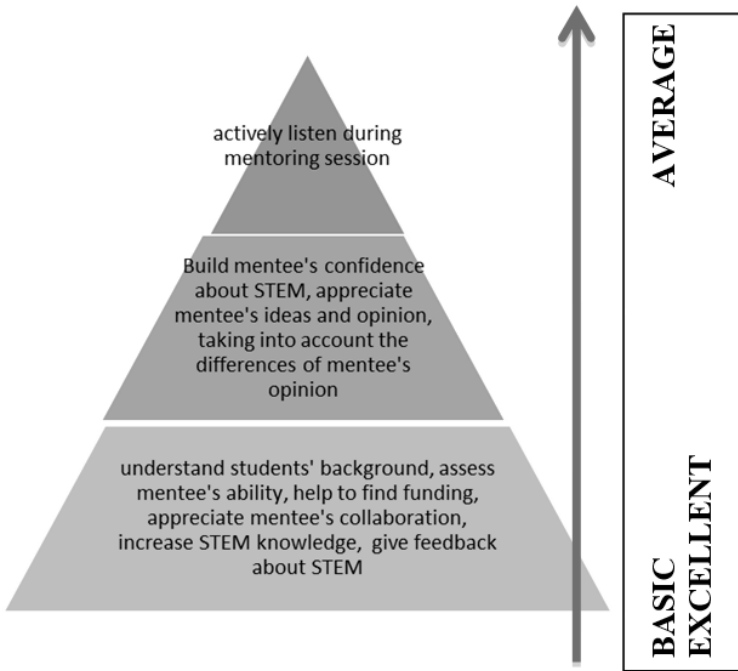 actively listen during
mentoring session
Build mentee's confidence
about STEM, appreciate
mentee's ideas and opinion,
taking into account the
differences of mentee's
opinion
understand students' background, assess
mentee's ability, help to find funding,
appreciate mentee's collaboration,
increase STEM knowledge, give feedback
about STEM
BASIC AVERAGE
EXCELLENT